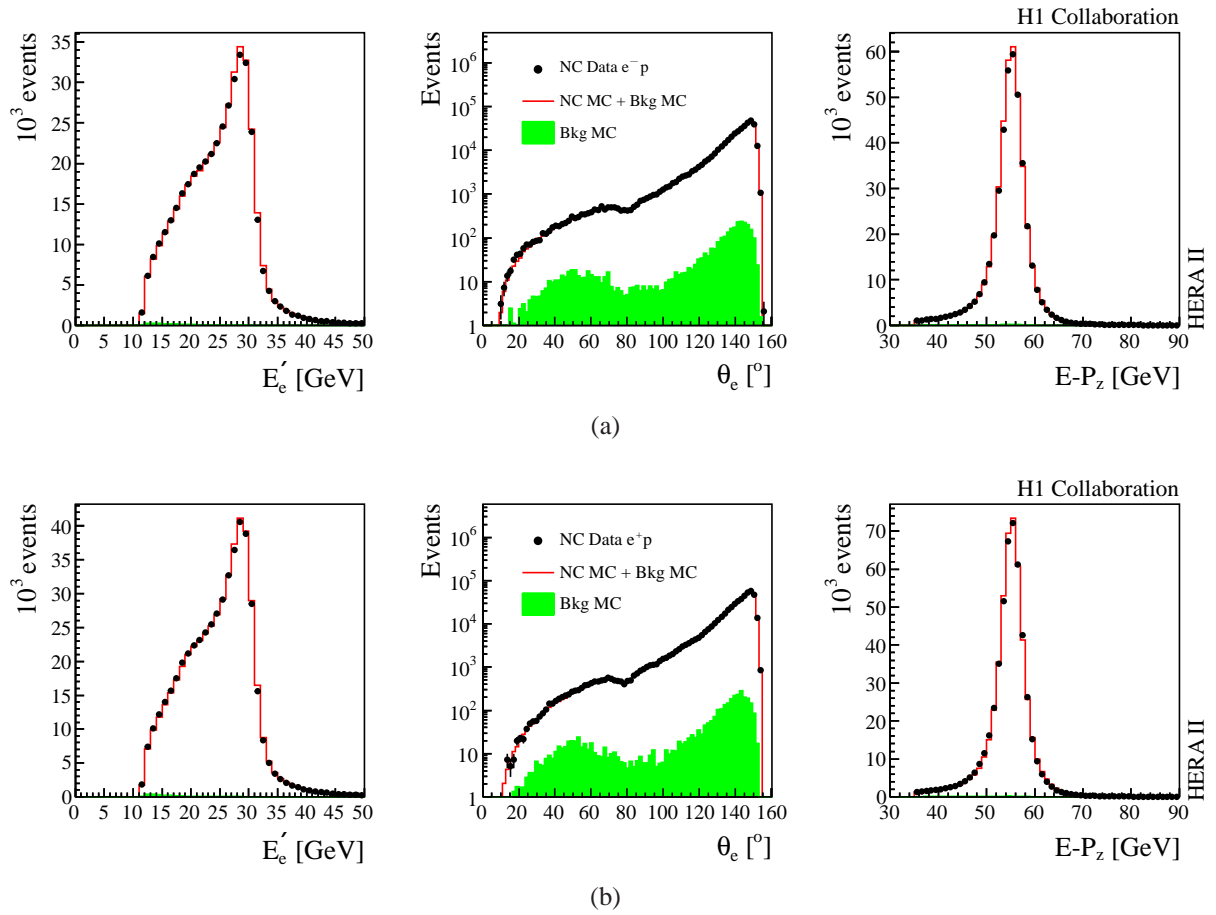 H1 Collaboration
10³ events
35
30
25
20
15
10
5
0
0 5 10 15 20 25 30 35 40 45 50
E′e [GeV]
Events
10⁶
10⁵
10⁴
10³
10²
10
1
NC Data e⁻p
NC MC + Bkg MC
Bkg MC
0 20 40 60 80 100 120 140 160
θe [°]
10³ events
60
50
40
30
20
10
0
30 40 50 60 70 80 90
E-Pz [GeV]
HERA II
(a)
H1 Collaboration
10³ events
40
35
30
25
20
15
10
5
0
0 5 10 15 20 25 30 35 40 45 50
E′e [GeV]
Events
10⁶
10⁵
10⁴
10³
10²
10
1
NC Data e⁺p
NC MC + Bkg MC
Bkg MC
0 20 40 60 80 100 120 140 160
θe [°]
10³ events
70
60
50
40
30
20
10
0
30 40 50 60 70 80 90
E-Pz [GeV]
HERA II
(b)